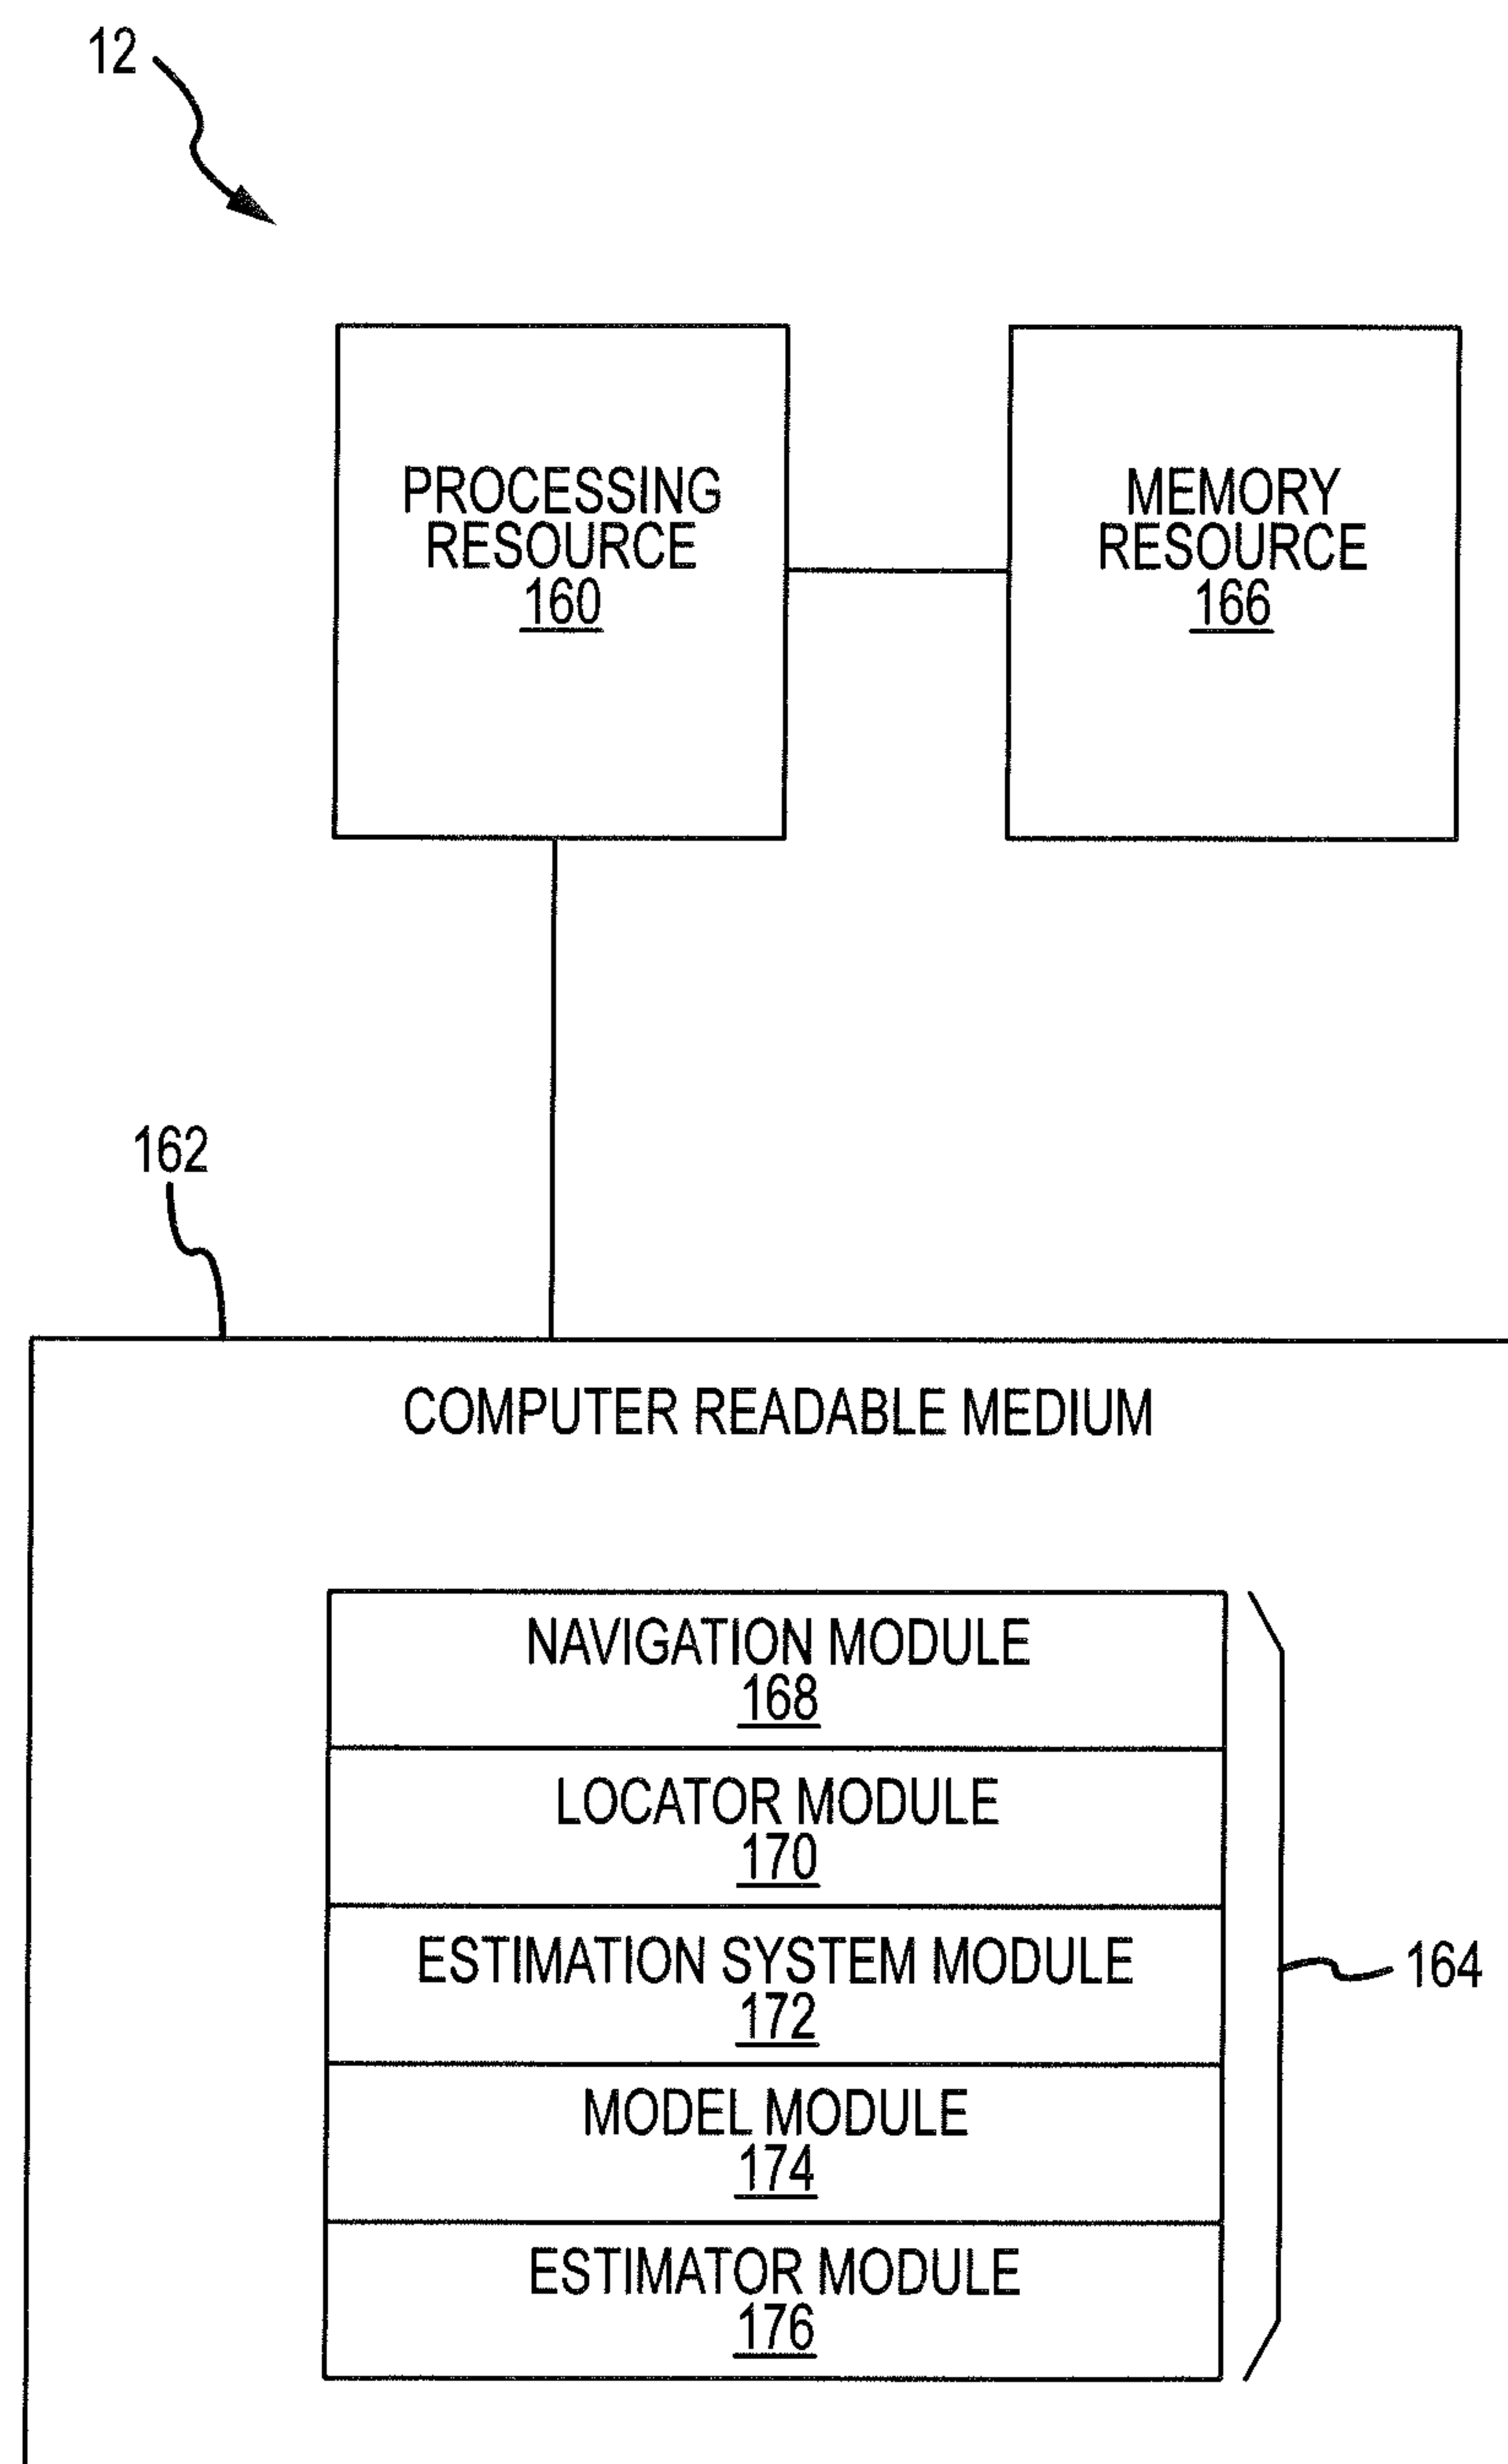 12
PROCESSING
RESOURCE
160
MEMORY
RESOURCE
166
162
COMPUTER READABLE MEDIUM
NAVIGATION MODULE
168
LOCATOR MODULE
170
ESTIMATION SYSTEM MODULE
172
164
MODEL MODULE
174
ESTIMATOR MODULE
176